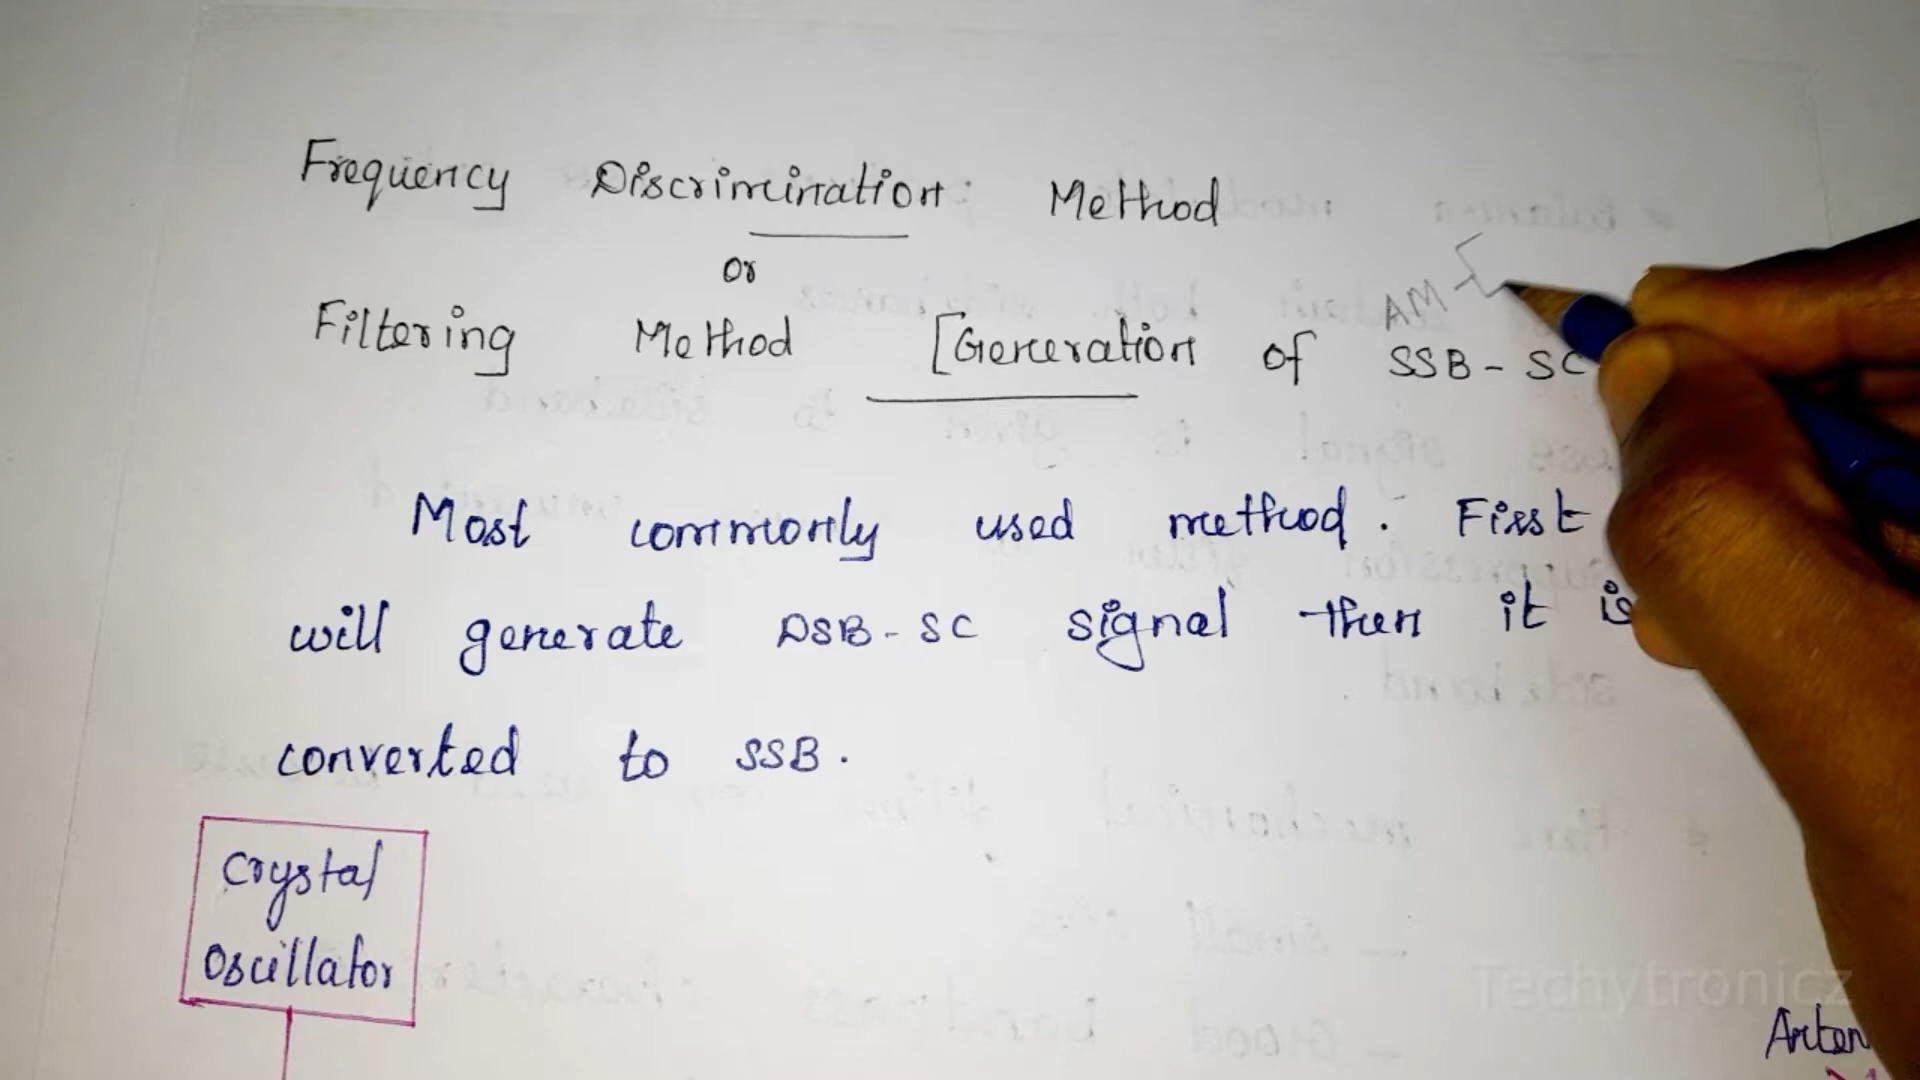 Frequency Discrimination Method
or
Filtering Method [Generation of SSB-SC
AM
Most commonly used method. First
will generate DSB-SC signal then it is
converted to SSB.
Crystal
Oscillator
Techytronicz